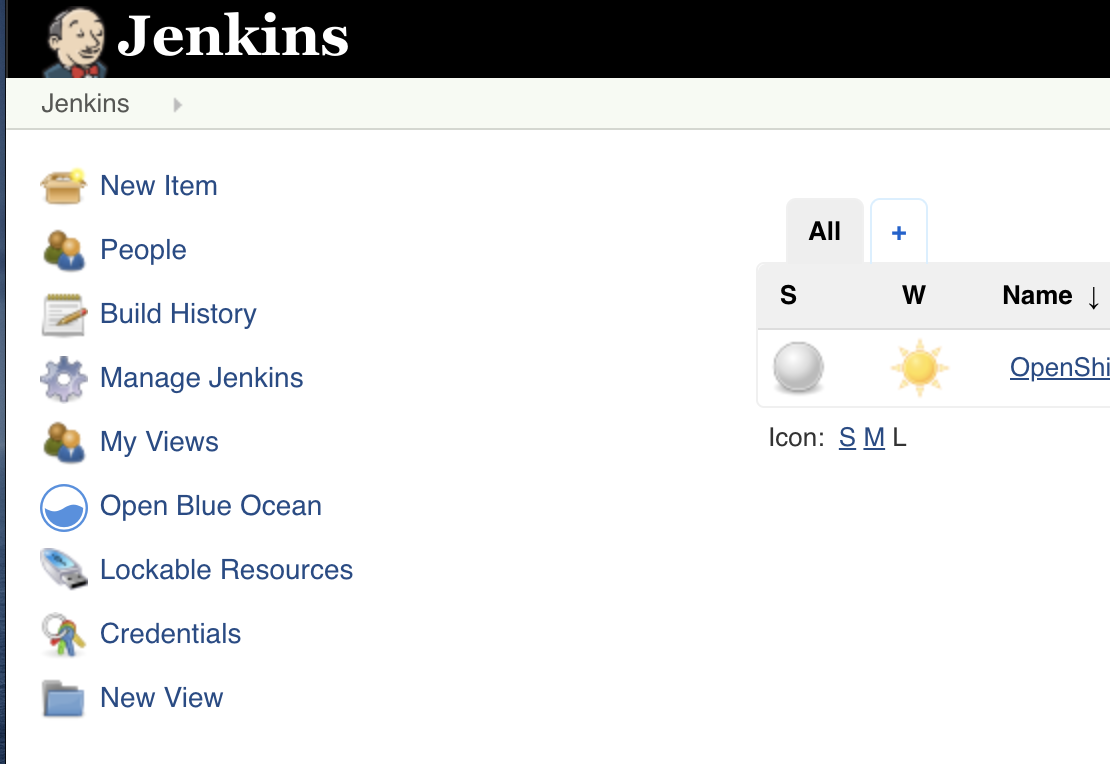 Jenkins
Jenkins
New Item
People
Build History
Manage Jenkins
My Views
Open Blue Ocean
Lockable Resources
Credentials
New View
All +
S W Name ↓
OpenShi
Icon: S M L